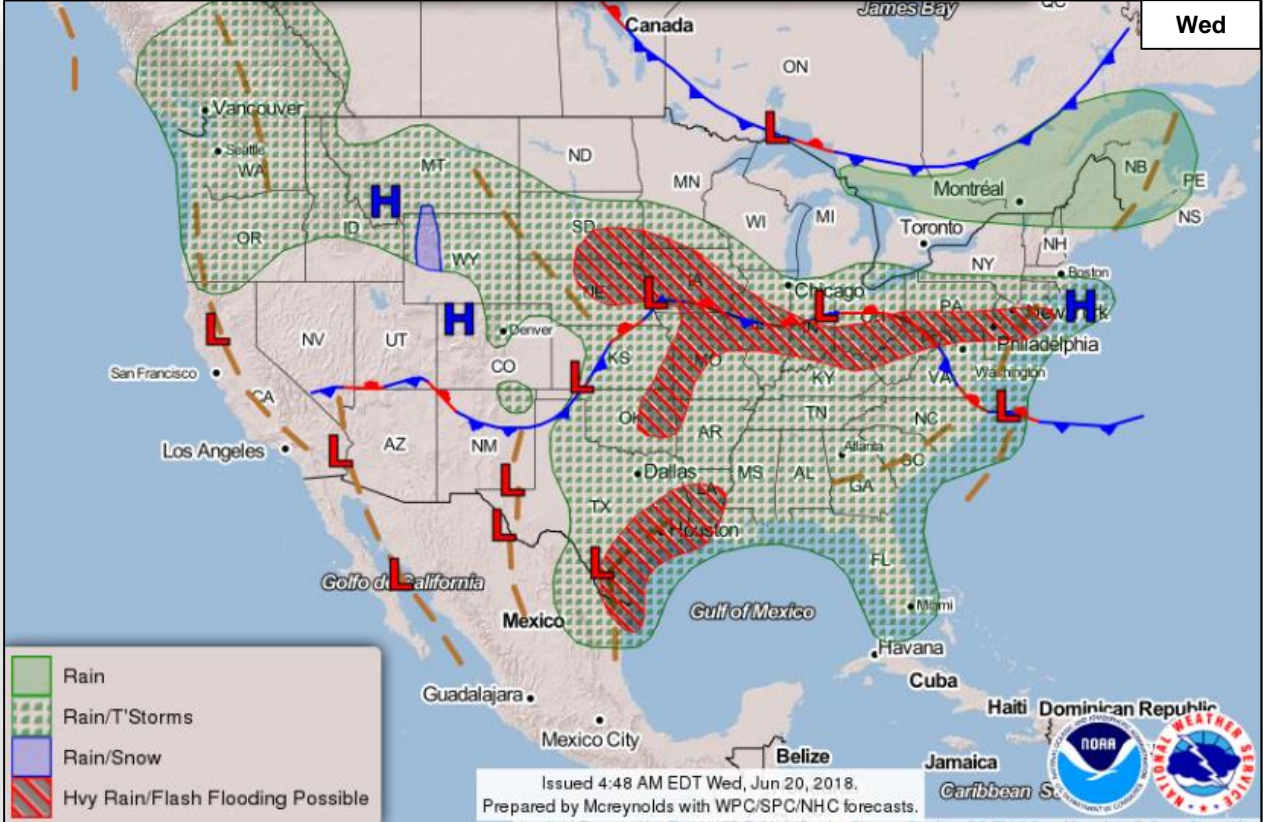 James Bay
QC
Wed
Canada
ON
Vancouver
Seattle
WA
MT
ND
MN
NB
PE
Montréal
NS
WI
MI
Toronto
NH
NY
Boston
H
ID
OR
WY
SD
NE
IA
Chicago
PA
New York
H
L
L
L
L
L
H
NV
UT
Denver
CO
KS
MO
KY
VA
Philadelphia
Washington
San Francisco
CA
L
L
OK
TN
NC
AR
Los Angeles
AZ
NM
Atlanta
SC
L
L
Dallas
MS
AL
GA
LA
TX
L
Houston
FL
L
L
Golfo de California
Mexico
Gulf of Mexico
Miami
Havana
Cuba
Guadalajara
Haiti
Dominican Republic
Mexico City
Belize
Jamaica
Rain
Rain/T'Storms
Rain/Snow
Hvy Rain/Flash Flooding Possible
Issued 4:48 AM EDT Wed, Jun 20, 2018.
Prepared by Mcreynolds with WPC/SPC/NHC forecasts.
Caribbean
NOAA
NATIONAL WEATHER SERVICE